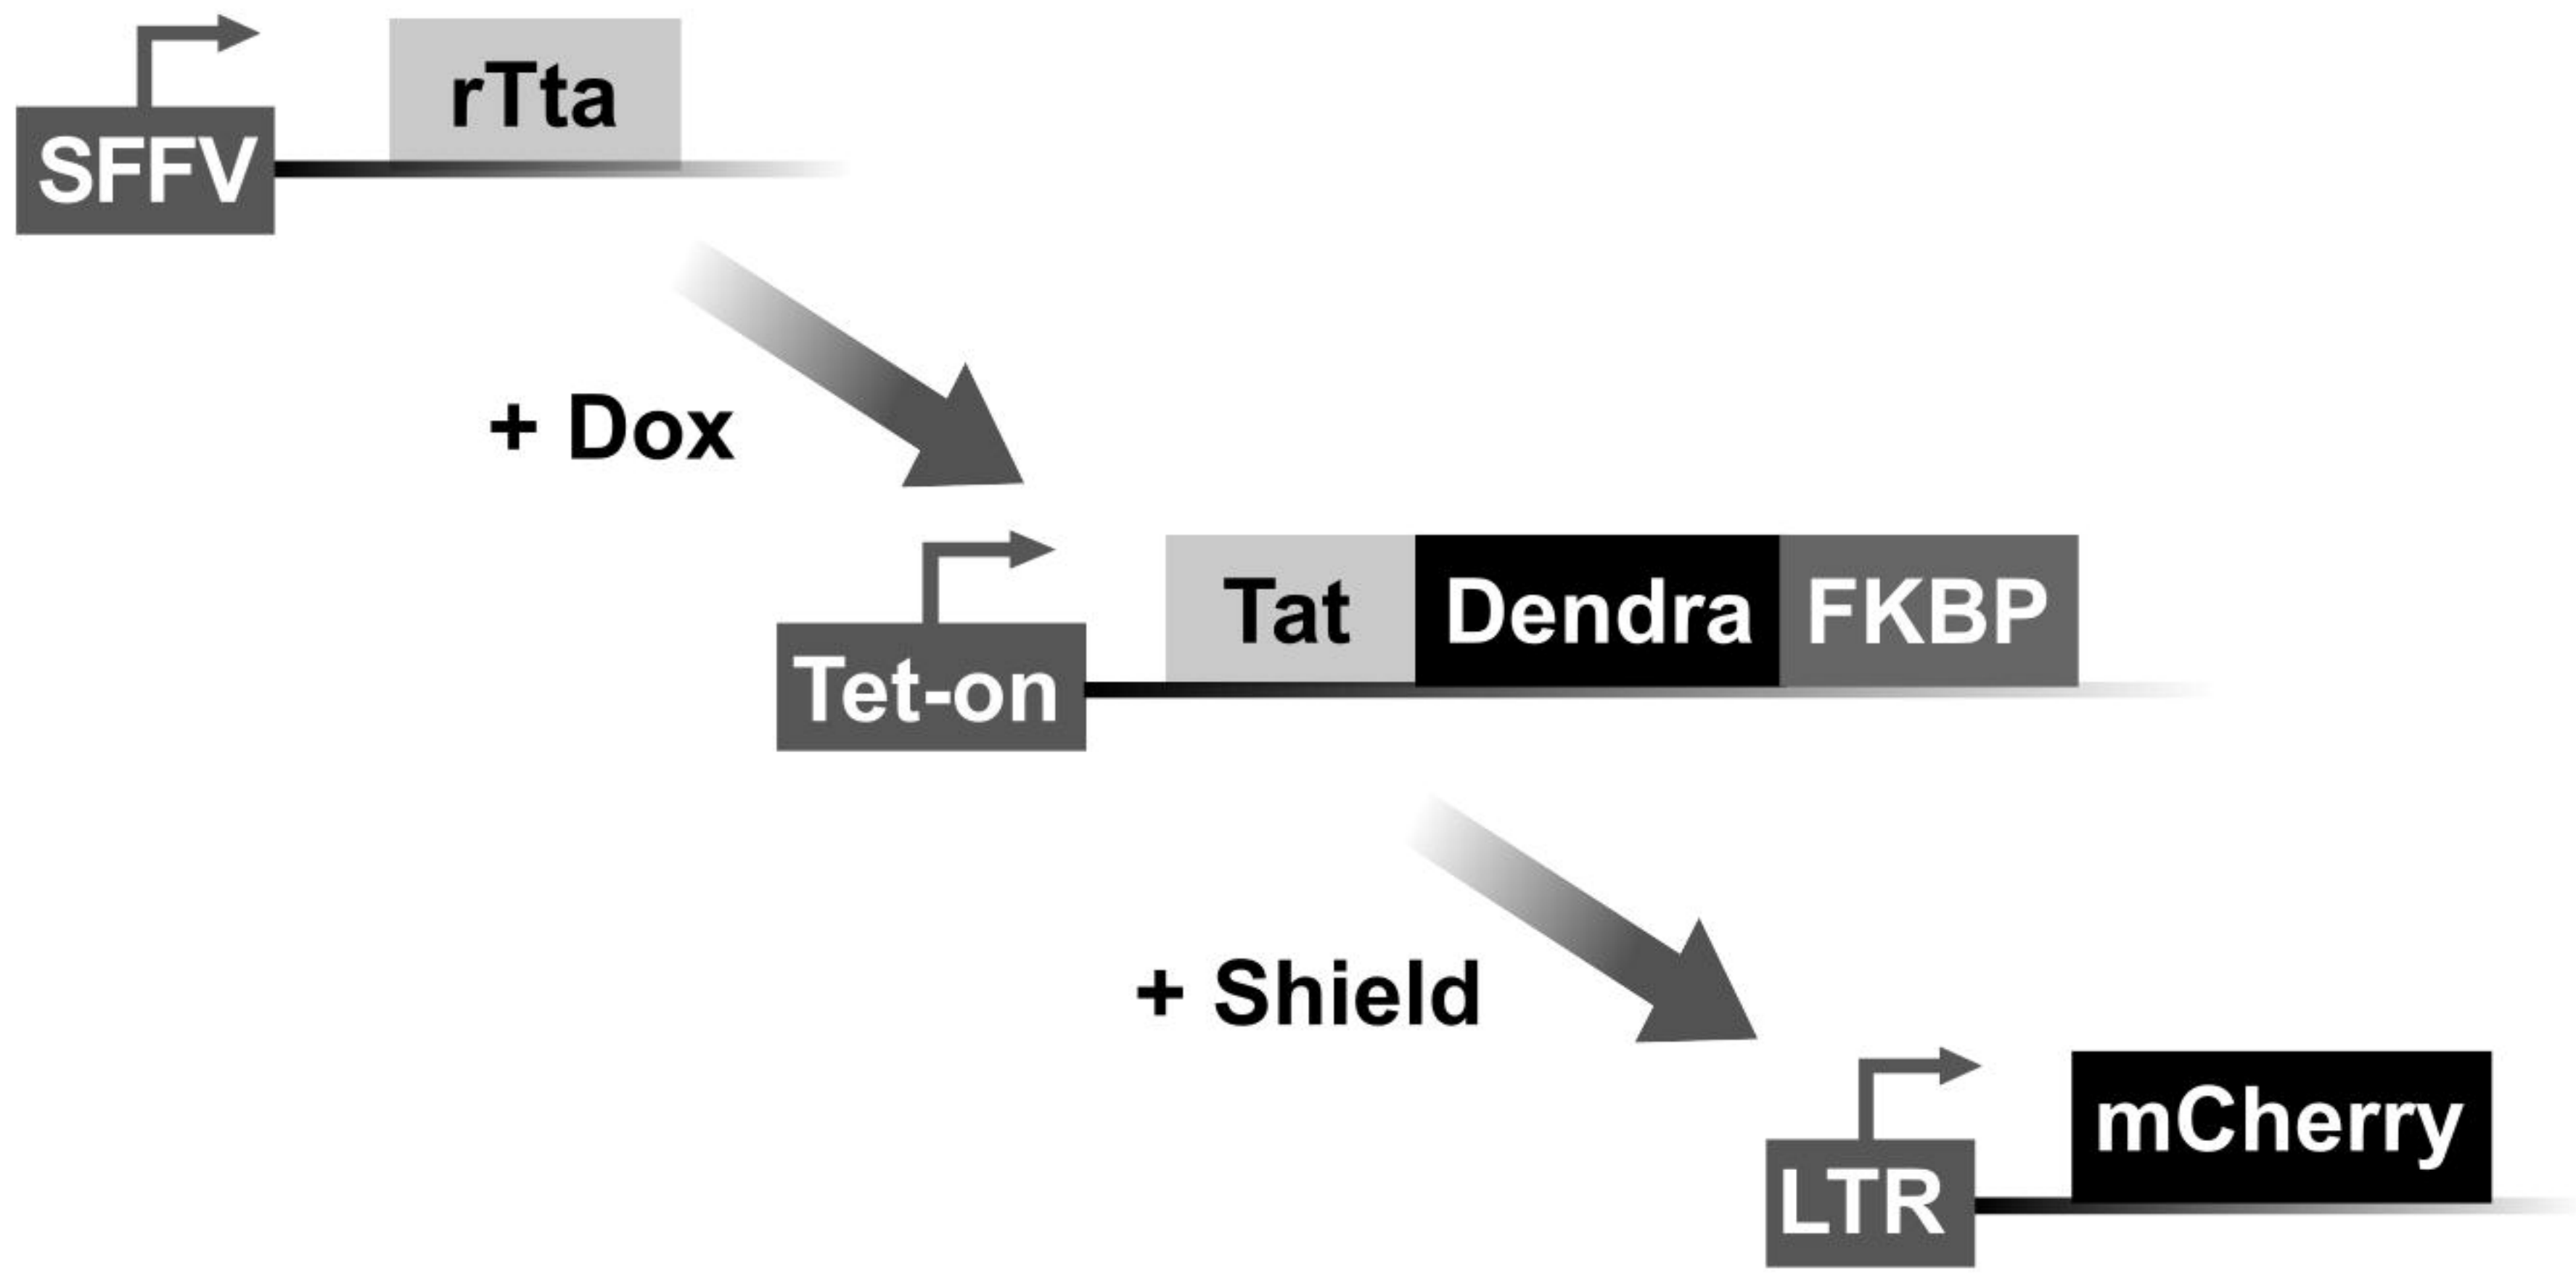 rTta
SFFV
+ Dox
Tat Dendra FKBP
Tet-on
+ Shield
mCherry
LTR